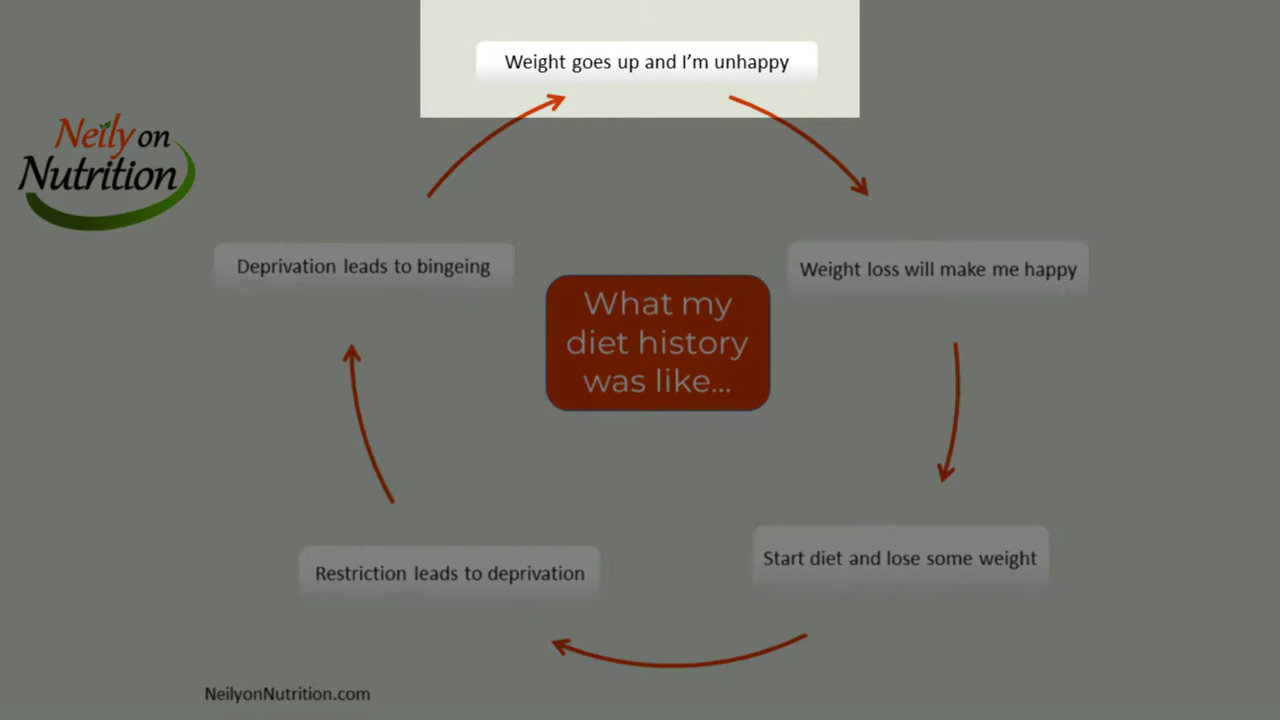 Weight goes up and I'm unhappy
Neily on
Nutrition
Deprivation leads to bingeing
Weight loss will make me happy
What my
diet history
was like...
Restriction leads to deprivation
Start diet and lose some weight
NeilyonNutrition.com